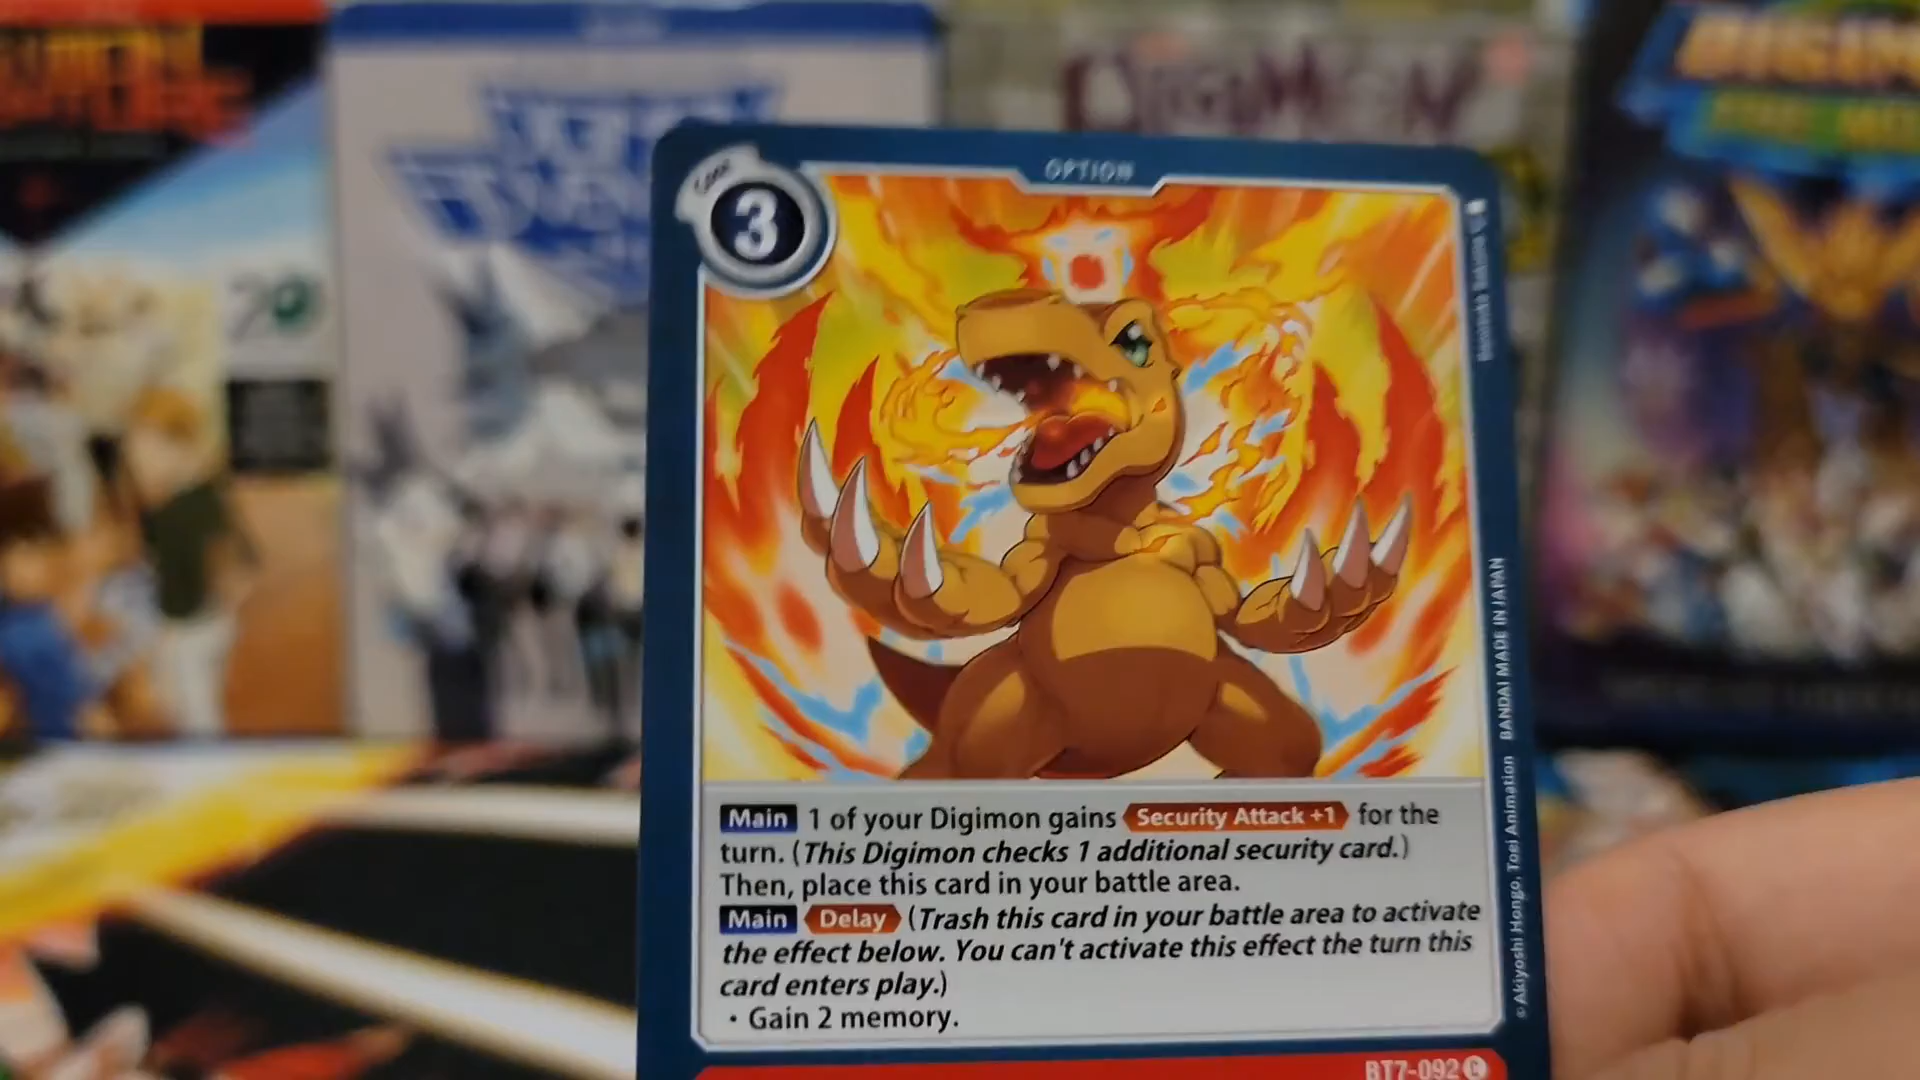 DIGIMON
OPTION
Cost
3
Main 1 of your Digimon gains Security Attack +1 for the
turn. (This Digimon checks 1 additional security card.)
Then, place this card in your battle area.
Main Delay (Trash this card in your battle area to activate
the effect below. You can't activate this effect the turn this
card enters play.)
・Gain 2 memory.
BT7-092 C
© Akiyoshi Hongo, Toei Animation BANDAI MADE IN JAPAN